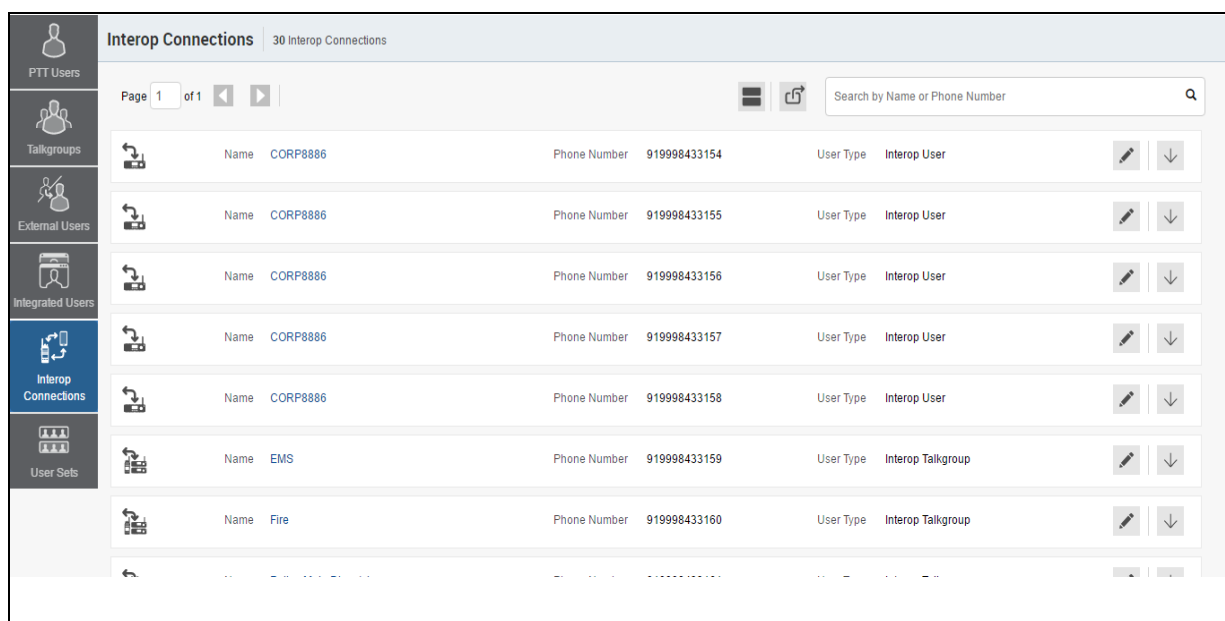 Interop Connections 30 Interop Connections
PTT Users
Talkgroups
External Users
Integrated Users
Interop
Connections
User Sets
Page 1 of 1 Search by Name or Phone Number
Name CORP8886 Phone Number 919998433154 User Type Interop User
Name CORP8886 Phone Number 919998433155 User Type Interop User
Name CORP8886 Phone Number 919998433156 User Type Interop User
Name CORP8886 Phone Number 919998433157 User Type Interop User
Name CORP8886 Phone Number 919998433158 User Type Interop User
Name EMS Phone Number 919998433159 User Type Interop Talkgroup
Name Fire Phone Number 919998433160 User Type Interop Talkgroup